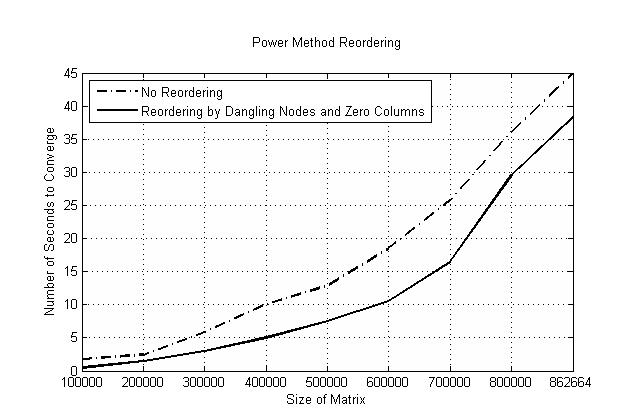 Power Method Reordering
45
40
35
30
25
20
15
10
5
0
Number of Seconds to Converge
No Reordering
Reordering by Dangling Nodes and Zero Columns
100000 200000 300000 400000 500000 600000 700000 800000 862664
Size of Matrix